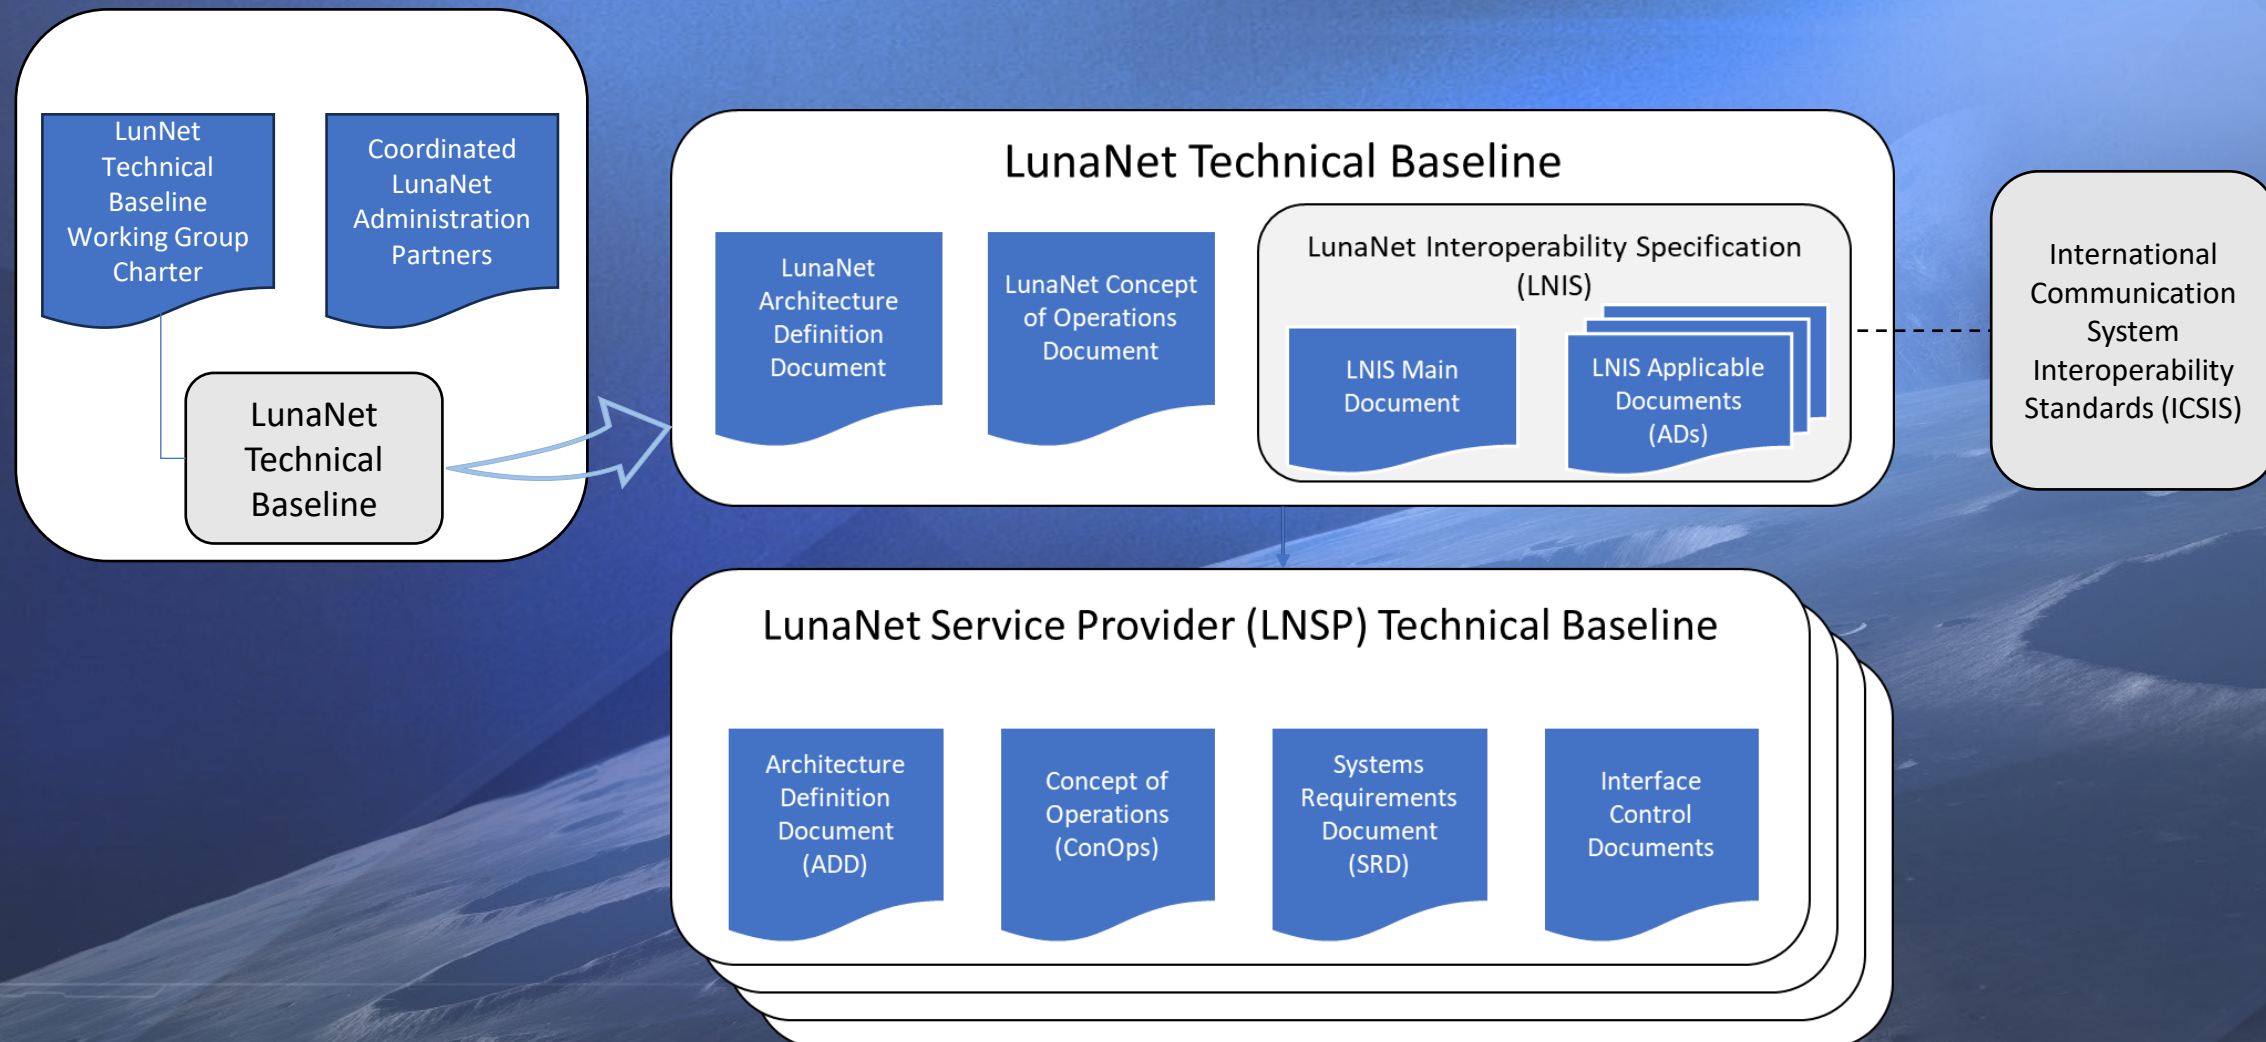 LunNet
Technical
Baseline
Working Group
Charter
Coordinated
LunaNet
Administration
Partners
LunaNet
Technical
Baseline
LunaNet Technical Baseline
LunaNet
Architecture
Definition
Document
LunaNet Concept
of Operations
Document
LunaNet Interoperability Specification
(LNIS)
LNIS Main
Document
LNIS Applicable
Documents
(ADs)
International
Communication
System
Interoperability
Standards (ICSIS)
LunaNet Service Provider (LNSP) Technical Baseline
Architecture
Definition
Document
(ADD)
Concept of
Operations
(ConOps)
Systems
Requirements
Document
(SRD)
Interface
Control
Documents